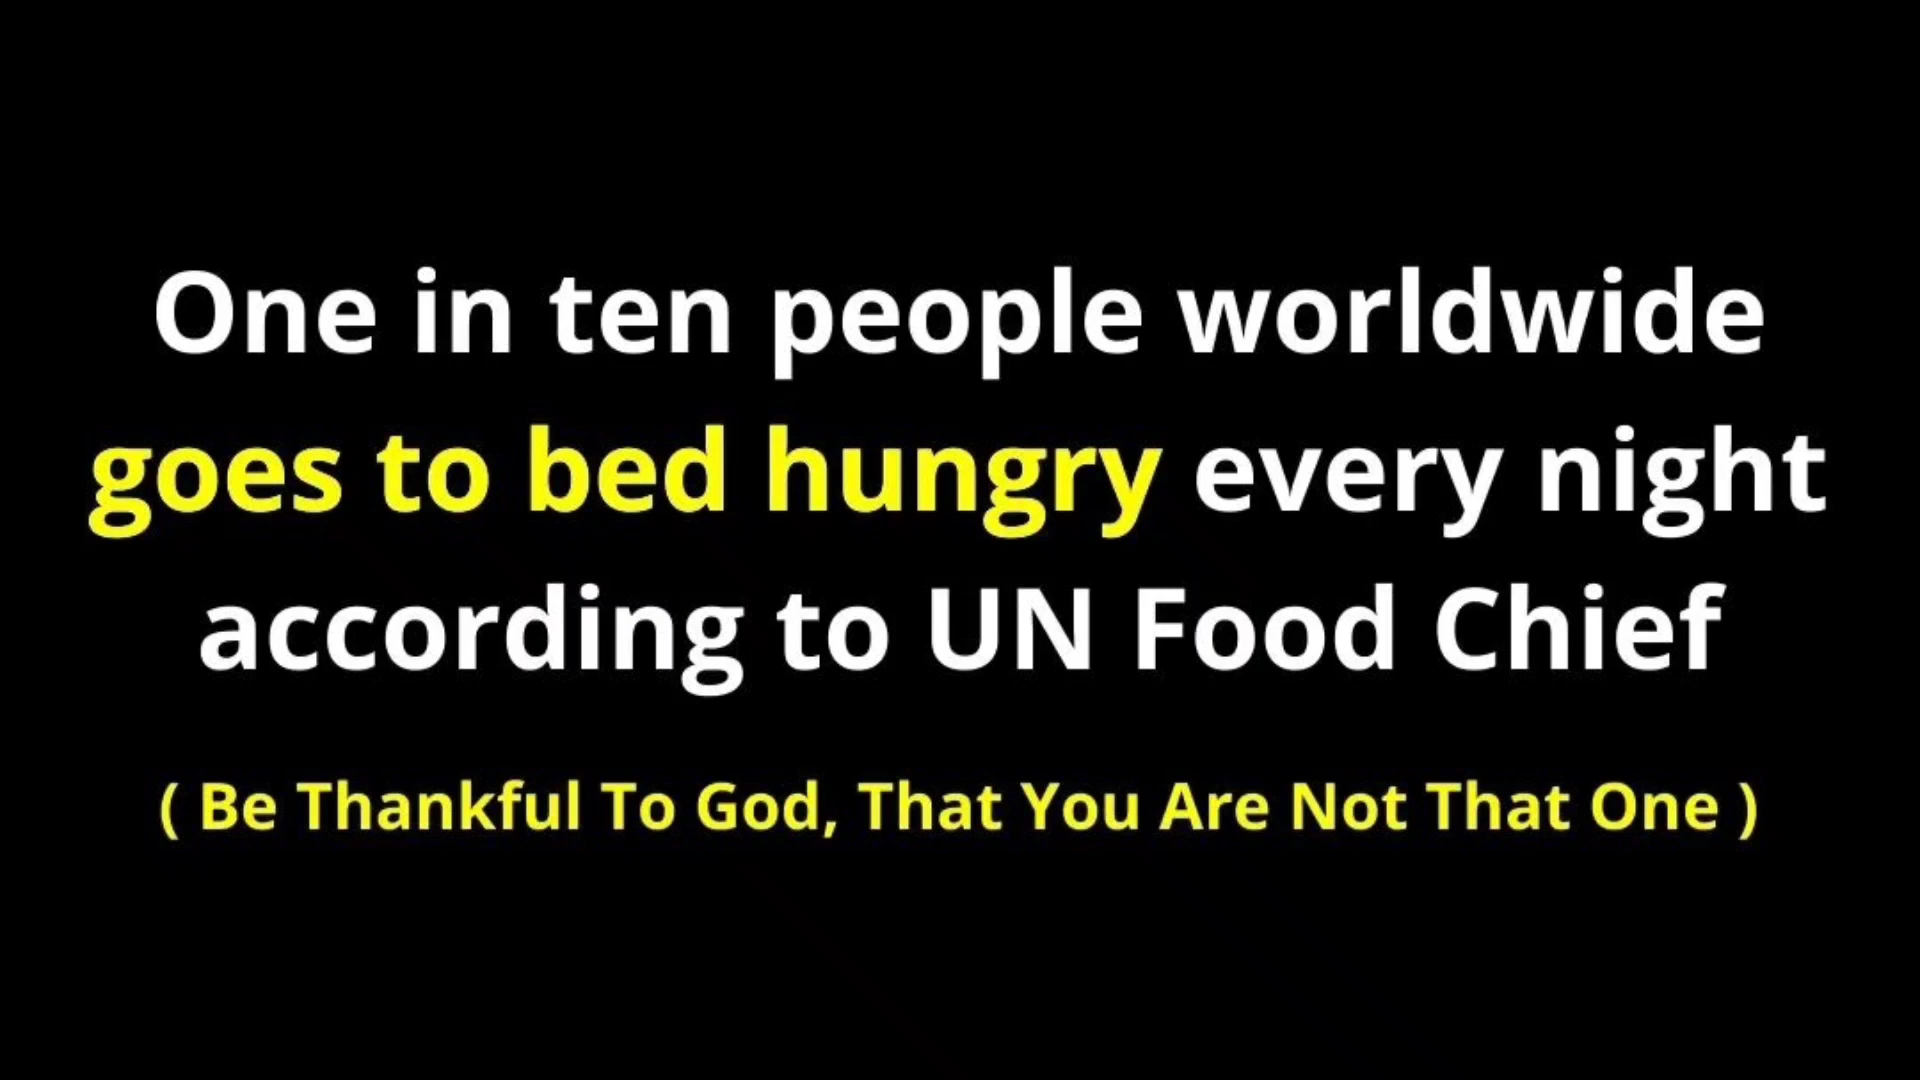 One in ten people worldwide
goes to bed hungry every night
according to UN Food Chief
( Be Thankful To God, That You Are Not That One )